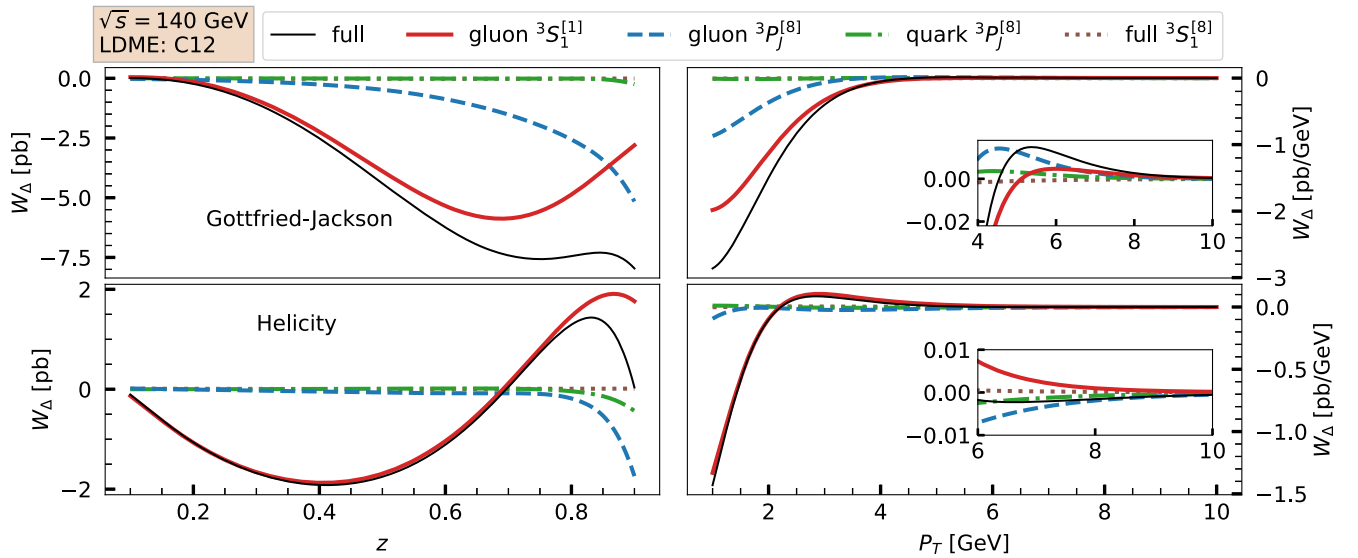 √s = 140 GeV
LDME: C12
full
gluon ³S₁^[1]
gluon ³P_J^[8]
quark ³P_J^[8]
full ³S₁^[8]
0.0
−2.5
−5.0
−7.5
W_Δ [pb]
Gottfried-Jackson
0
−1
−2
−3
W_Δ [pb/GeV]
0.00
−0.02
4 6 8 10
2
0
−2
W_Δ [pb]
Helicity
0.2 0.4 0.6 0.8
z
0.0
−0.5
−1.0
−1.5
W_Δ [pb/GeV]
0.01
0.00
−0.01
6 8 10
2 4 6 8 10
P_T [GeV]